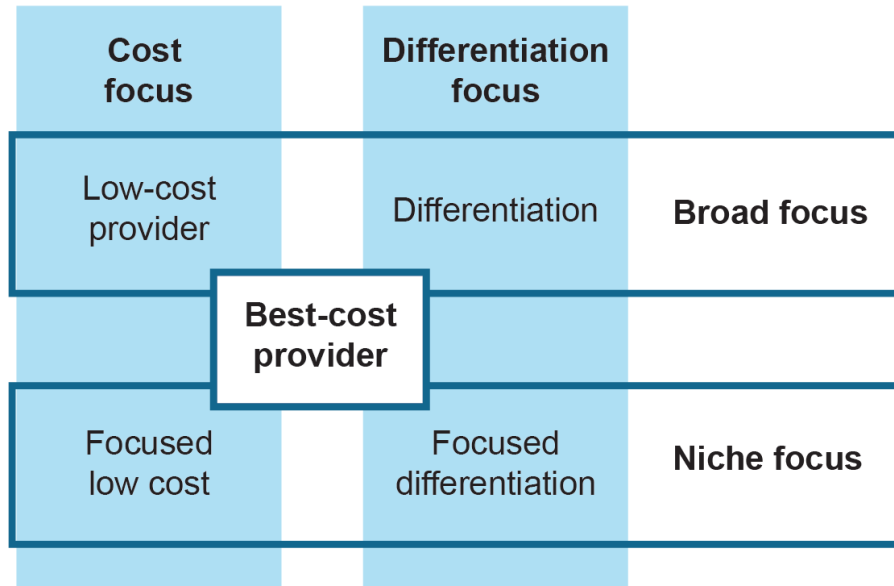 Cost
focus
Differentiation
focus
Low-cost
provider
Differentiation
Broad focus
Best-cost
provider
Focused
low cost
Focused
differentiation
Niche focus